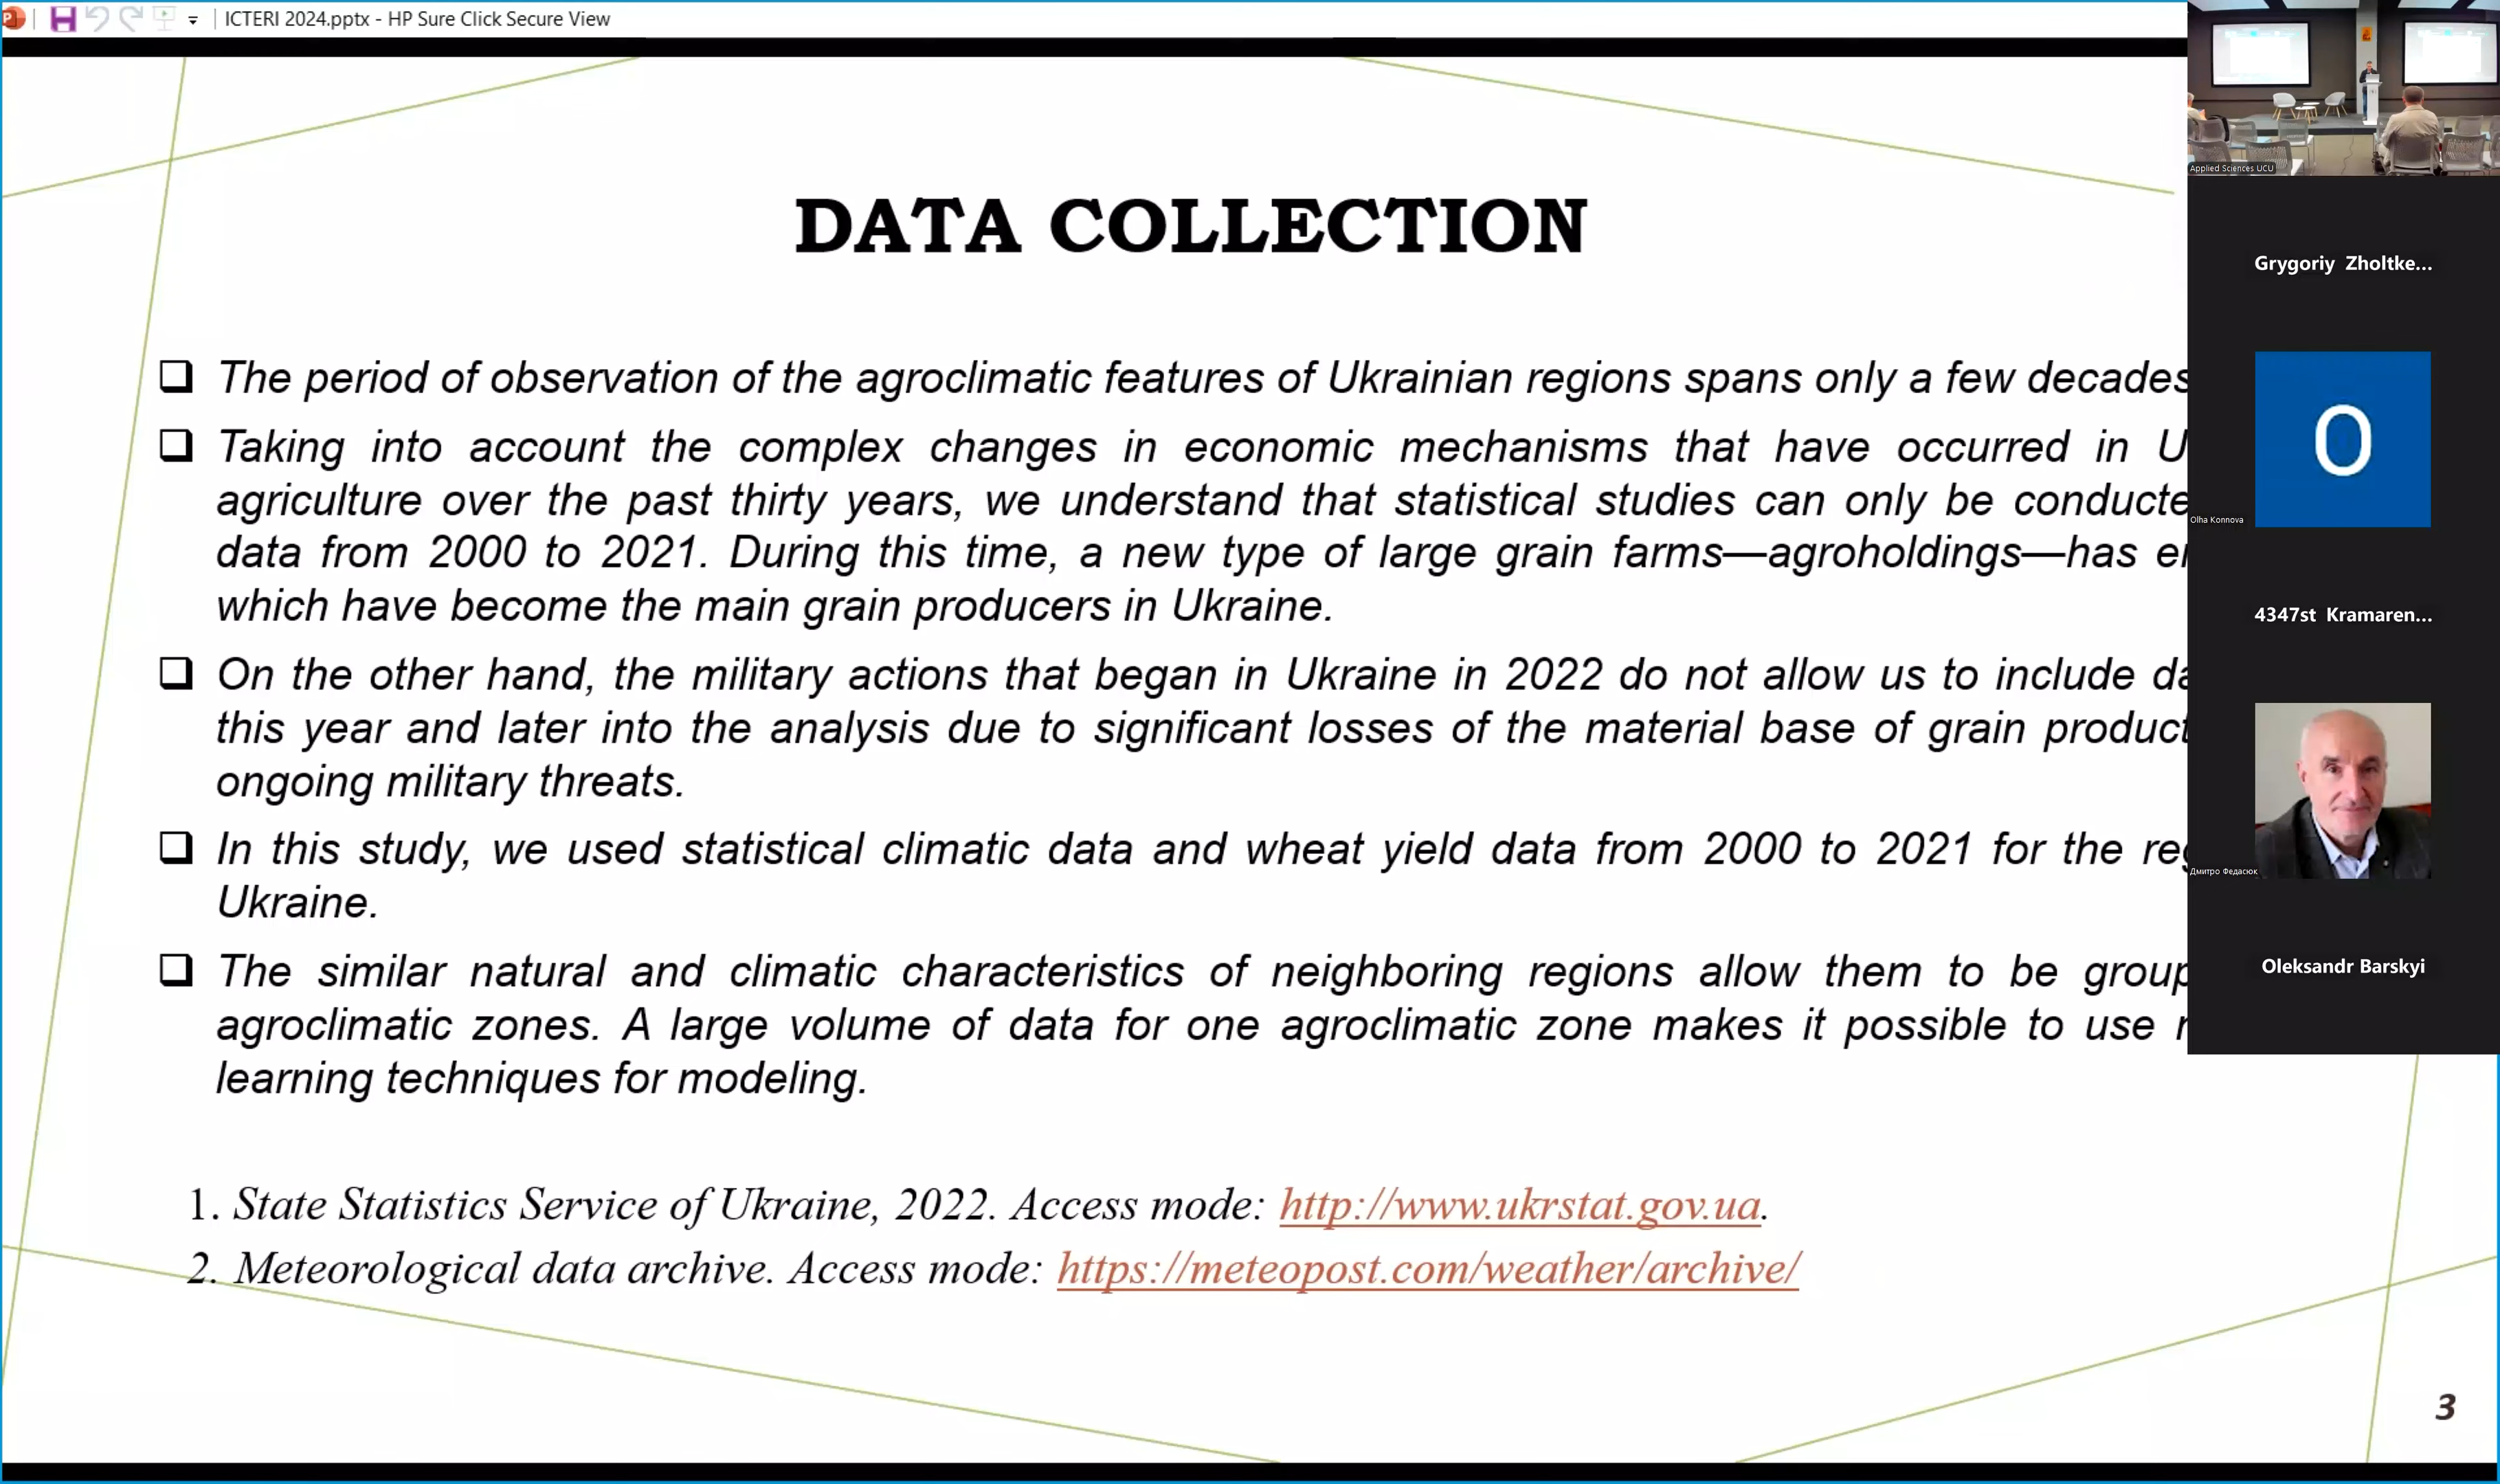 ICTERI 2024.pptx - HP Sure Click Secure View
DATA COLLECTION
The period of observation of the agroclimatic features of Ukrainian regions spans only a few decades
Taking into account the complex changes in economic mechanisms that have occurred in
agriculture over the past thirty years, we understand that statistical studies can only be
data from 2000 to 2021. During this time, a new type of large grain farms—agroholdings—has
which have become the main grain producers in Ukraine.
On the other hand, the military actions that began in Ukraine in 2022 do not allow us to include
this year and later into the analysis due to significant losses of the material base of grain
ongoing military threats.
In this study, we used statistical climatic data and wheat yield data from 2000 to 2021 for the
Ukraine.
The similar natural and climatic characteristics of neighboring regions allow them to be
agroclimatic zones. A large volume of data for one agroclimatic zone makes it possible to use
learning techniques for modeling.
1. State Statistics Service of Ukraine, 2022. Access mode: http://www.ukrstat.gov.ua.
2. Meteorological data archive. Access mode: https://meteopost.com/weather/archive/
3
Applied Sciences UCU
Grygoriy Zholtke...
O
Olha Konnova
4347st Kramaren...
Дмитро Федасюк
Oleksandr Barskyi